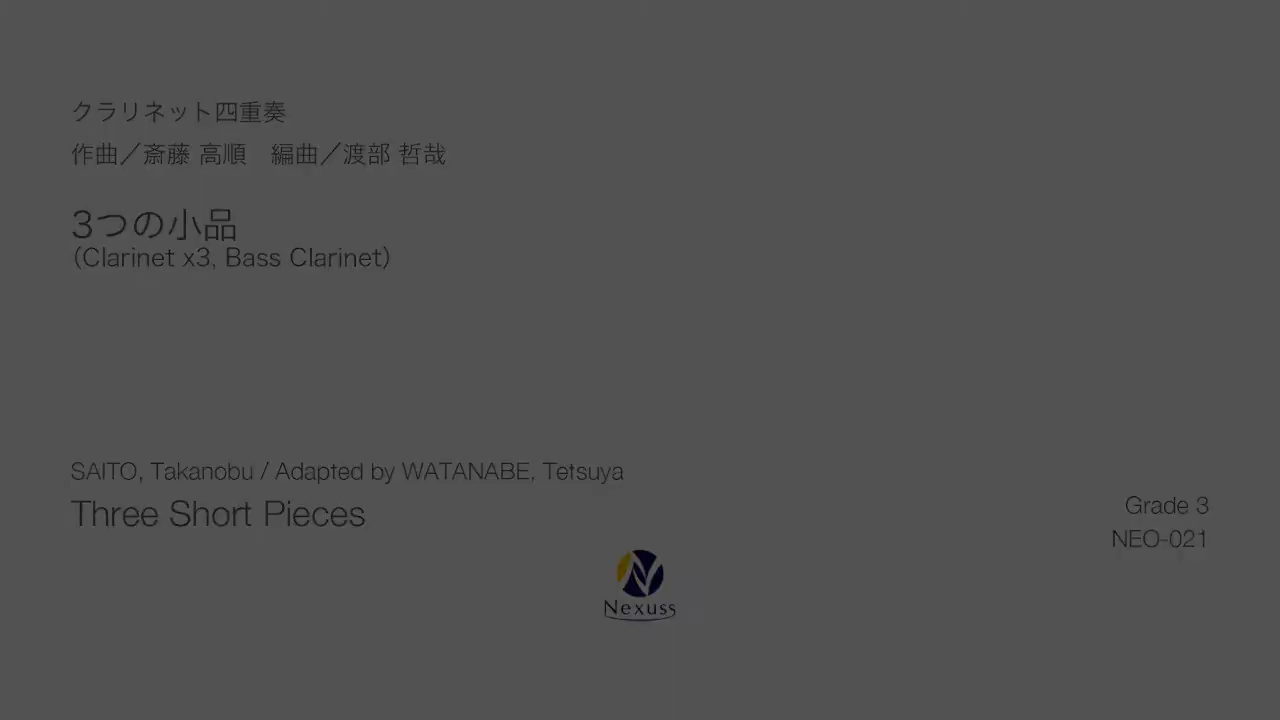 クラリネット四重奏
作曲／斎藤 高順　編曲／渡部 哲哉
3つの小品
(Clarinet x3, Bass Clarinet)
SAITO, Takanobu / Adapted by WATANABE, Tetsuya
Three Short Pieces
Grade 3
NEO-021
Nexuss